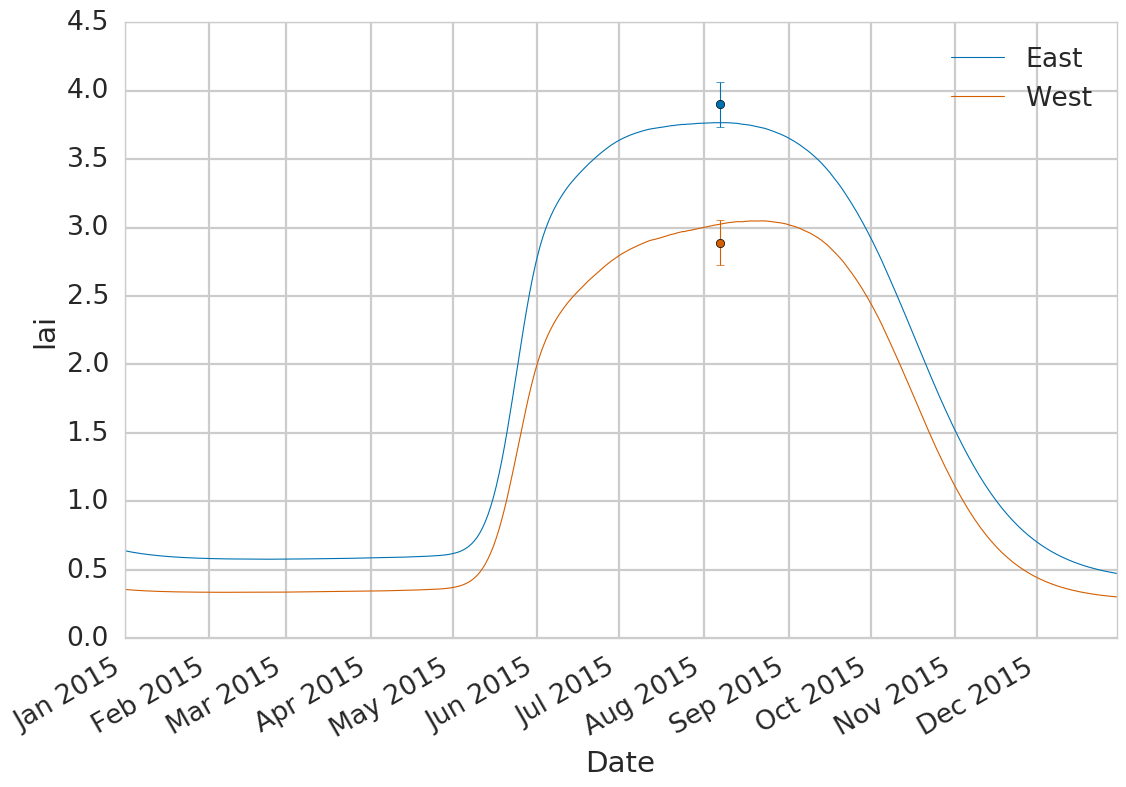 4.5
4.0
3.5
3.0
2.5
2.0
1.5
1.0
0.5
0.0
lai
East
West
Jan 2015
Feb 2015
Mar 2015
Apr 2015
May 2015
Jun 2015
Jul 2015
Aug 2015
Sep 2015
Oct 2015
Nov 2015
Dec 2015
Date